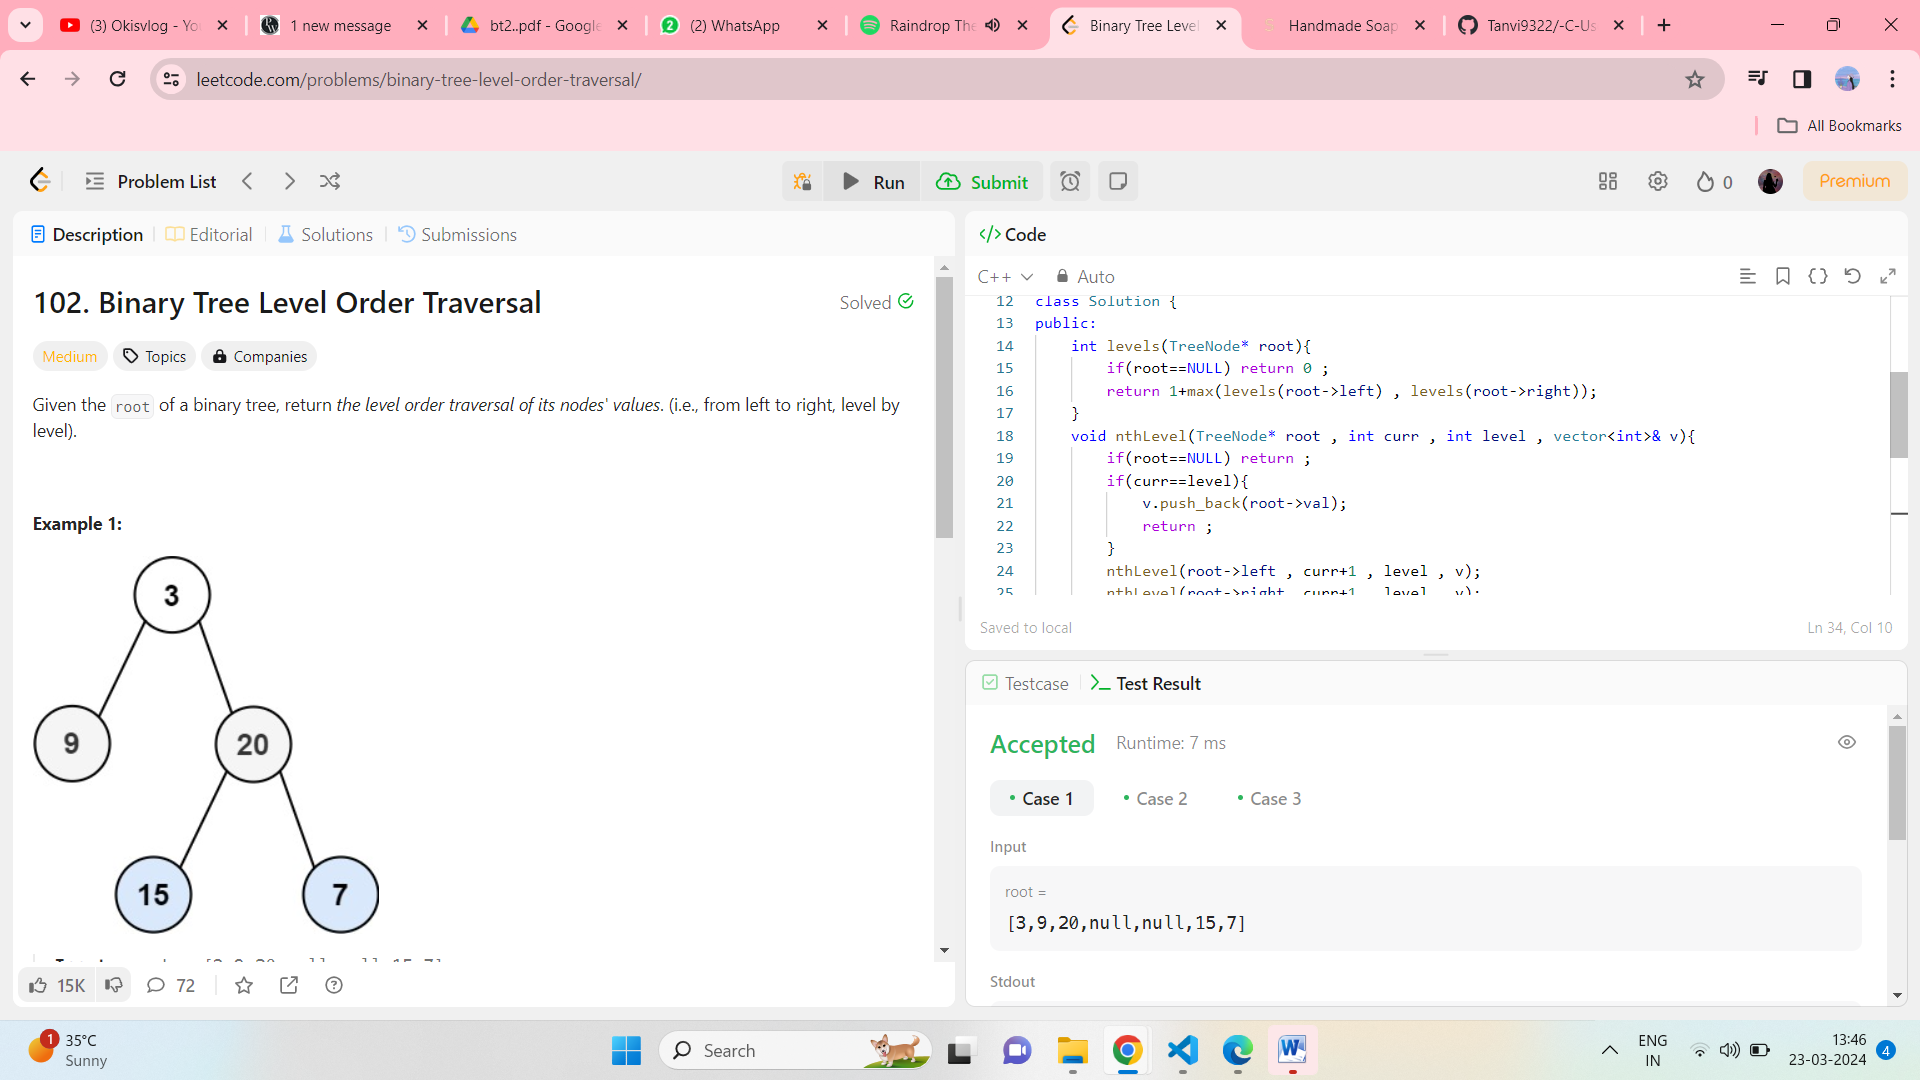 (3) Okisvlog - Yo
1 new message
bt2..pdf - Google
(2) WhatsApp
Raindrop The
Binary Tree Level
Handmade Soap
Tanvi9322/-C-Us
leetcode.com/problems/binary-tree-level-order-traversal/
All Bookmarks
Problem List
Run
Submit
0
Premium
Description
Editorial
Solutions
Submissions
102. Binary Tree Level Order Traversal
Solved
Medium
Topics
Companies
Given the root of a binary tree, return the level order traversal of its nodes' values. (i.e., from left to right, level by
level).
Example 1:
3
9
20
15
7
15K
72
</> Code
C++
Auto
12 class Solution {
13 public:
14 int levels(TreeNode* root){
15 if(root==NULL) return 0 ;
16 return 1+max(levels(root->left) , levels(root->right));
17 }
18 void nthLevel(TreeNode* root , int curr , int level , vector<int>& v){
19 if(root==NULL) return ;
20 if(curr==level){
21 v.push_back(root->val);
22 return ;
23 }
24 nthLevel(root->left , curr+1 , level , v);
25 nthLevel(root->right , curr+1 , level , v);
Saved to local
Ln 34, Col 10
Testcase
Test Result
Accepted
Runtime: 7 ms
Case 1
Case 2
Case 3
Input
root =
[3,9,20,null,null,15,7]
Stdout
1
35°C
Sunny
Search
ENG
IN
13:46
23-03-2024
4